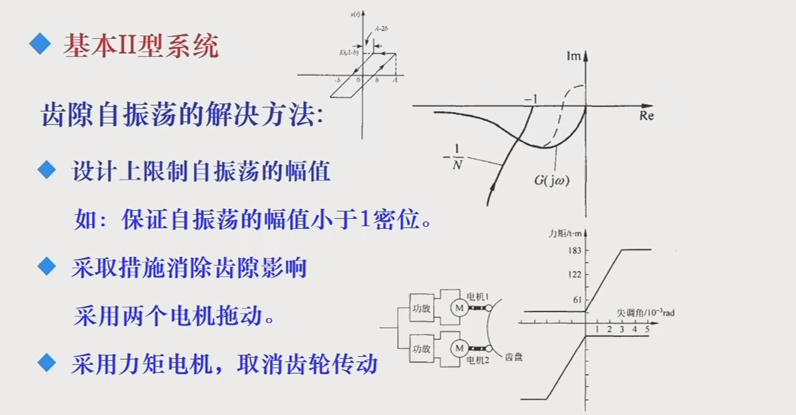 基本II型系统
齿隙自振荡的解决方法:
设计上限制自振荡的幅值
如：保证自振荡的幅值小于1密位。
采取措施消除齿隙影响
采用两个电机拖动。
采用力矩电机，取消齿轮传动
x(t)
A-2b
-b
0
b
A
Im
-1
Re
-1/N
G(jω)
功放
M
电机1
功放
M
电机2
齿盘
力矩/t·m
183
122
61
失调角/10⁻³rad
1 2 3 4 5